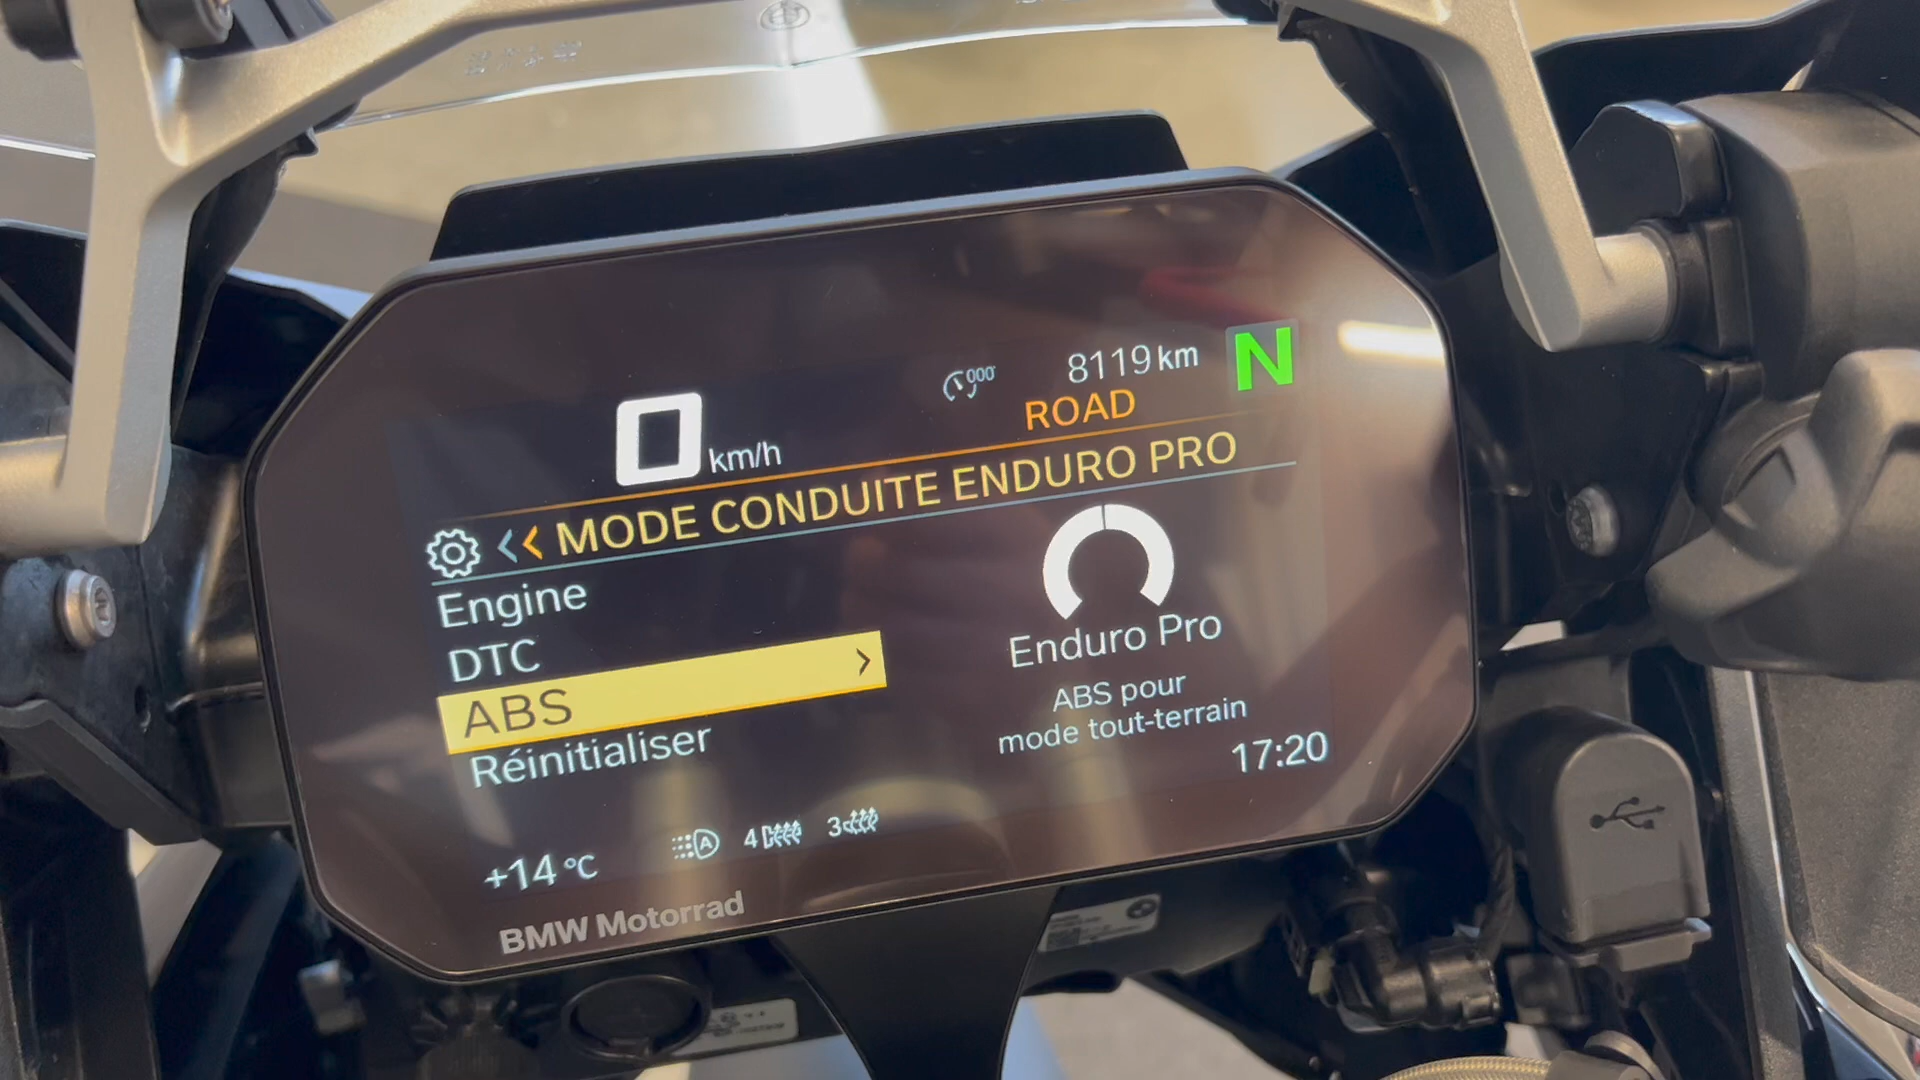 8119 km
N
0 km/h
ROAD
MODE CONDUITE ENDURO PRO
Engine
DTC
ABS
Réinitialiser
Enduro Pro
ABS pour
mode tout-terrain
17:20
+14 °C
4
3
BMW Motorrad